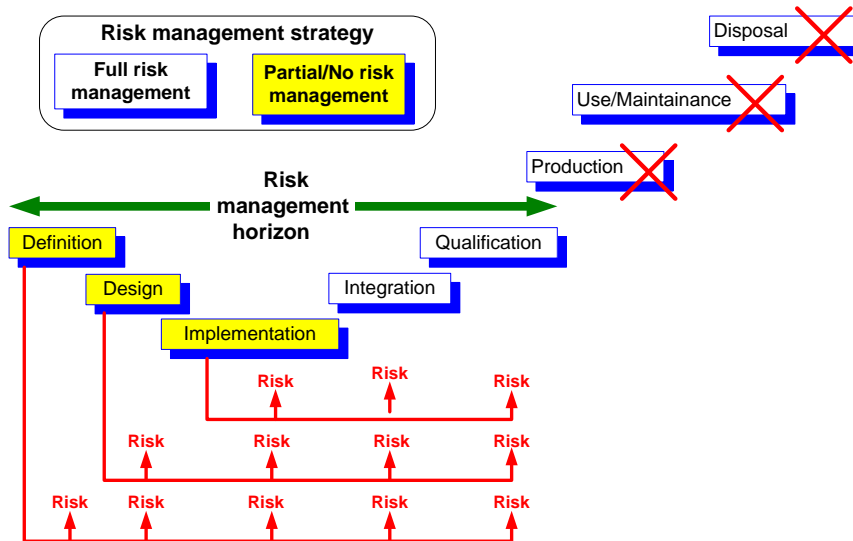 Risk management strategy
Full risk
management
Partial/No risk
management
Disposal
Use/Maintainance
Production
Risk
management
horizon
Definition
Qualification
Design
Integration
Implementation
Risk
Risk
Risk
Risk
Risk
Risk
Risk
Risk
Risk
Risk
Risk
Risk